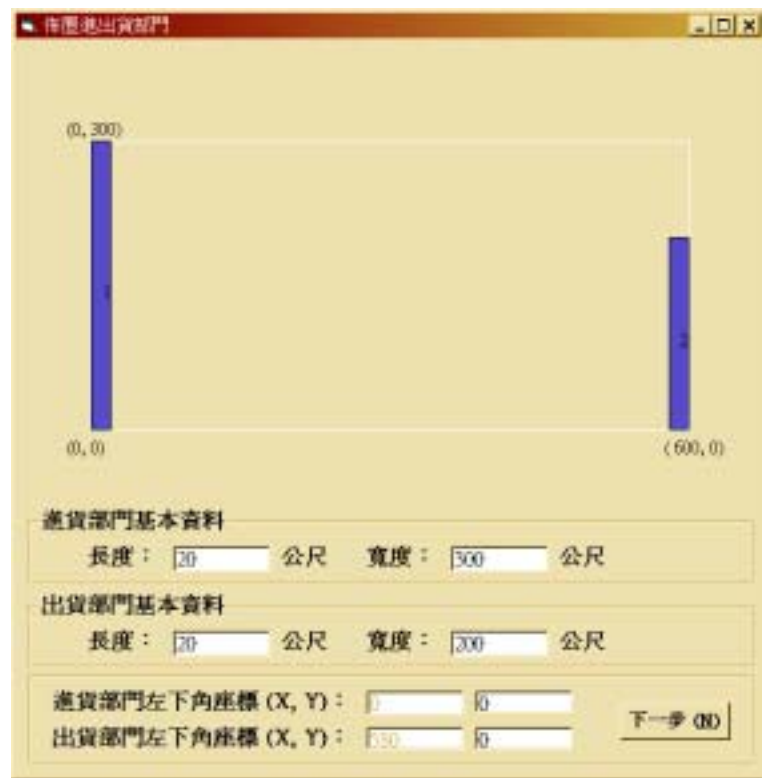 佈置進出貨部門
(0, 300)
(0, 0)
(600, 0)
進貨部門基本資料
長度： 20 公尺 寬度： 300 公尺
出貨部門基本資料
長度： 20 公尺 寬度： 200 公尺
進貨部門左下角座標 (X, Y)： 0 0
出貨部門左下角座標 (X, Y)： 0
下一步 (N)